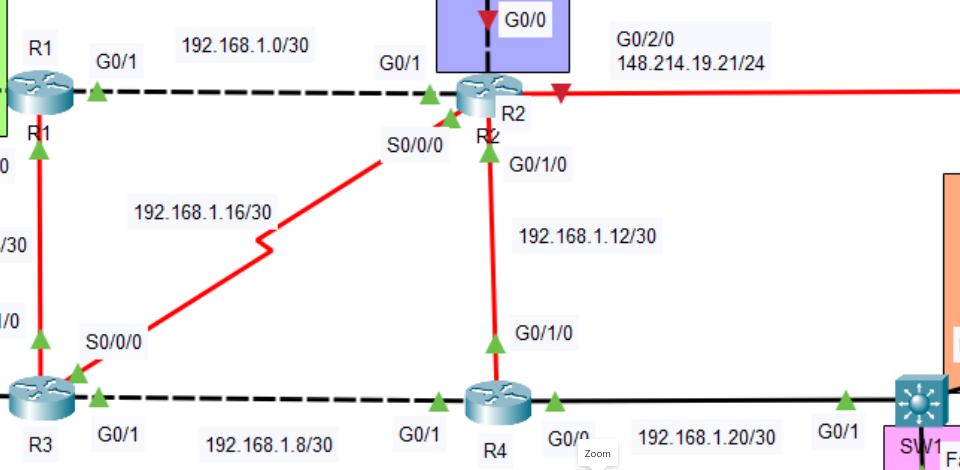 G0/0
R1
G0/1
192.168.1.0/30
G0/1
G0/2/0
148.214.19.21/24
R2
R1
R2
S0/0/0
G0/1/0
0
192.168.1.16/30
192.168.1.12/30
/30
/0
S0/0/0
G0/1/0
R3
G0/1
192.168.1.8/30
G0/1
R4
G0/0
192.168.1.20/30
G0/1
SW1
Zoom